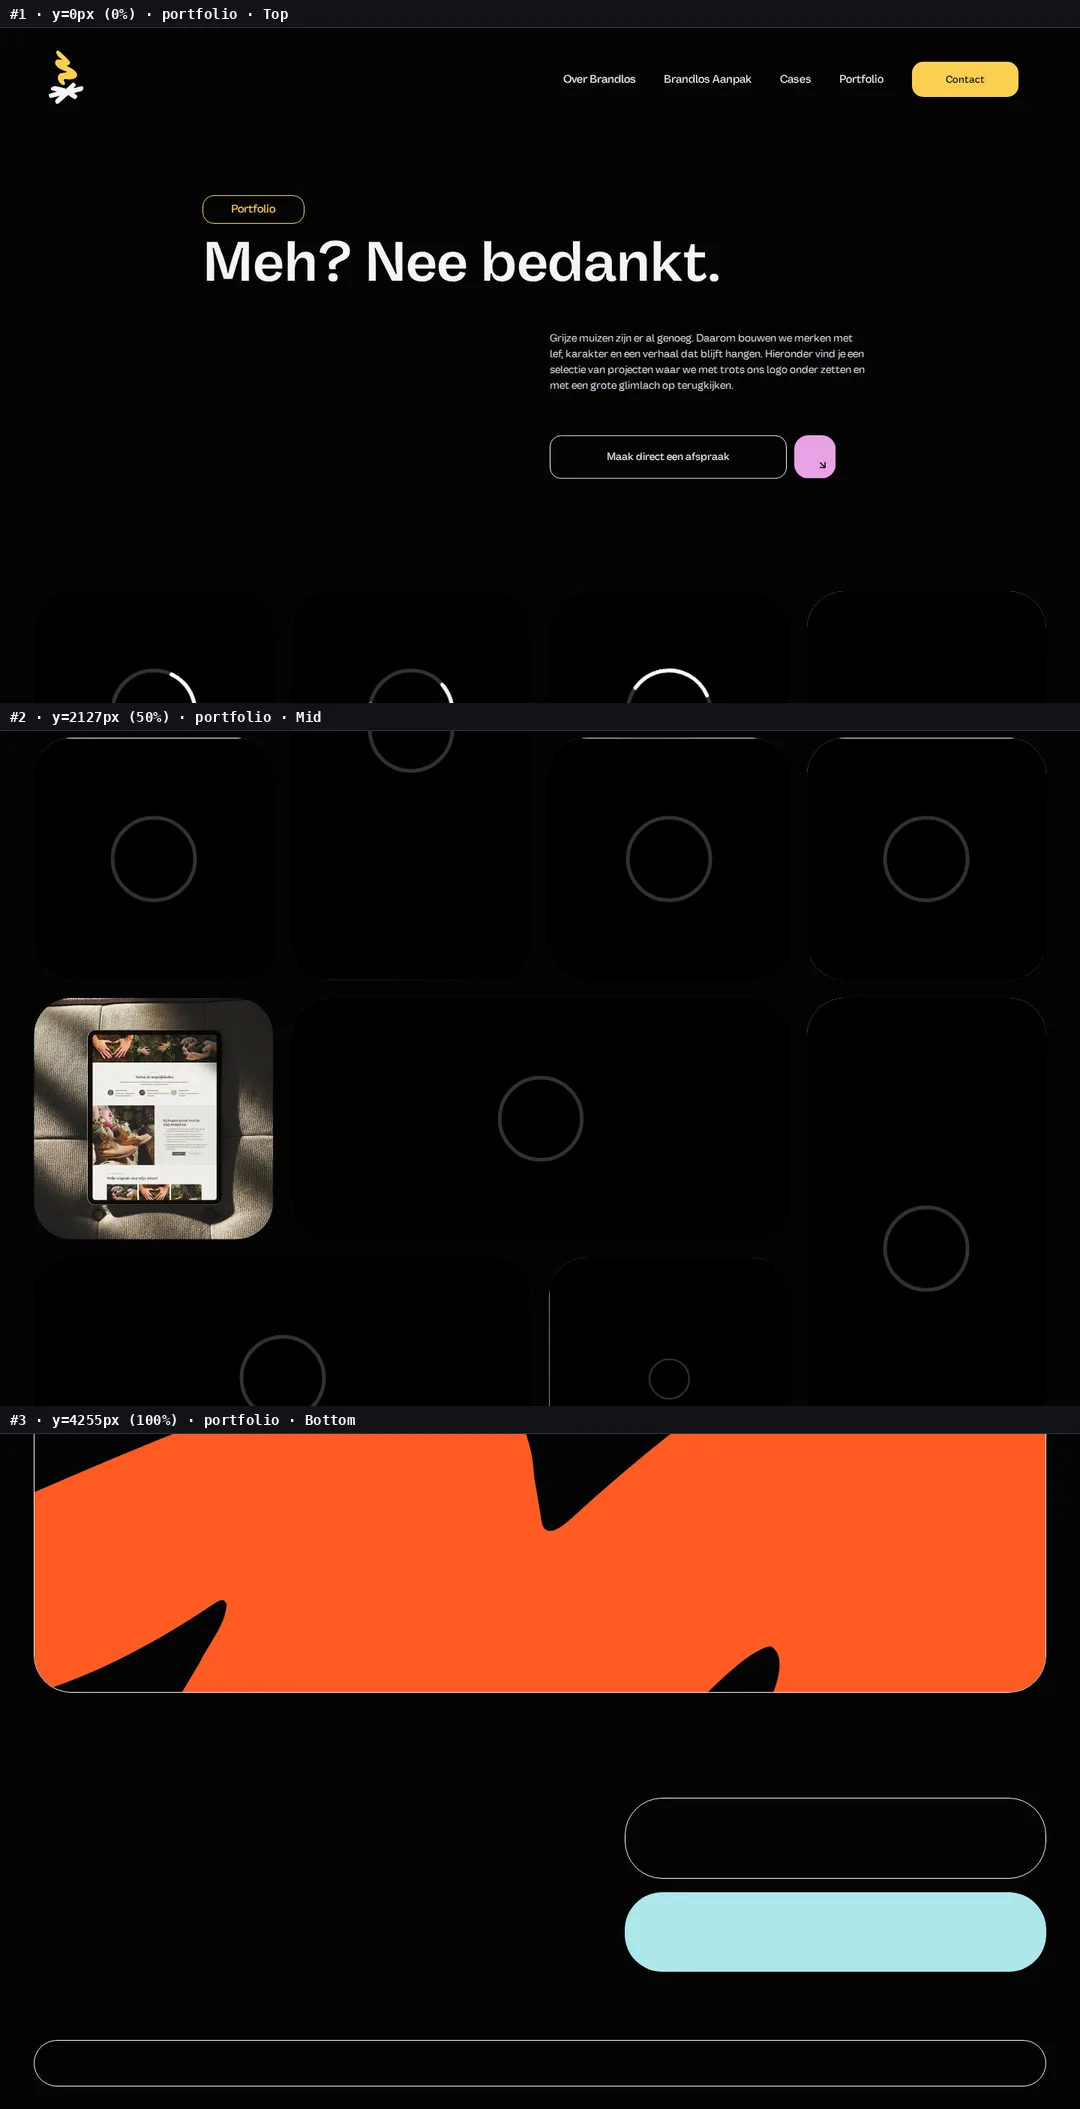 #1 · y=0px (0%) · portfolio · Top
Over Brandlos
Brandlos Aanpak
Cases
Portfolio
Contact
Portfolio
Meh? Nee bedankt.
Grijze muizen zijn er al genoeg. Daarom bouwen we merken met
lef, karakter en een verhaal dat blijft hangen. Hieronder vind je een
selectie van projecten waar we met trots ons logo onder zetten en
met een grote glimlach op terugkijken.
Maak direct een afspraak
#2 · y=2127px (50%) · portfolio · Mid
#3 · y=4255px (100%) · portfolio · Bottom